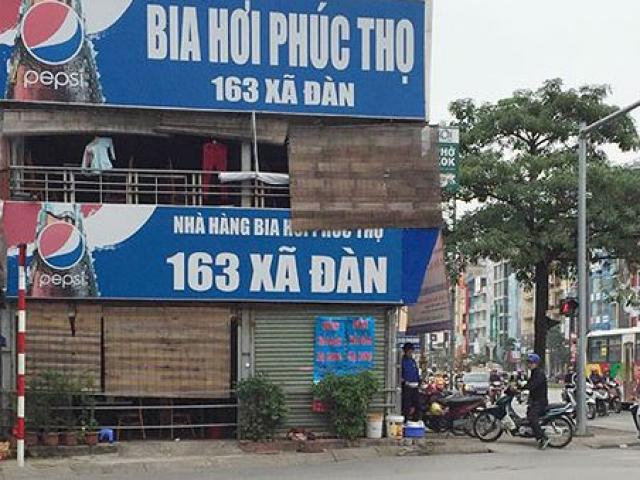 pepsi
BIA HƠI PHÚC THỌ
163 XÃ ĐÀN
pepsi
NHÀ HÀNG BIA HƠI PHÚC THỌ
163 XÃ ĐÀN